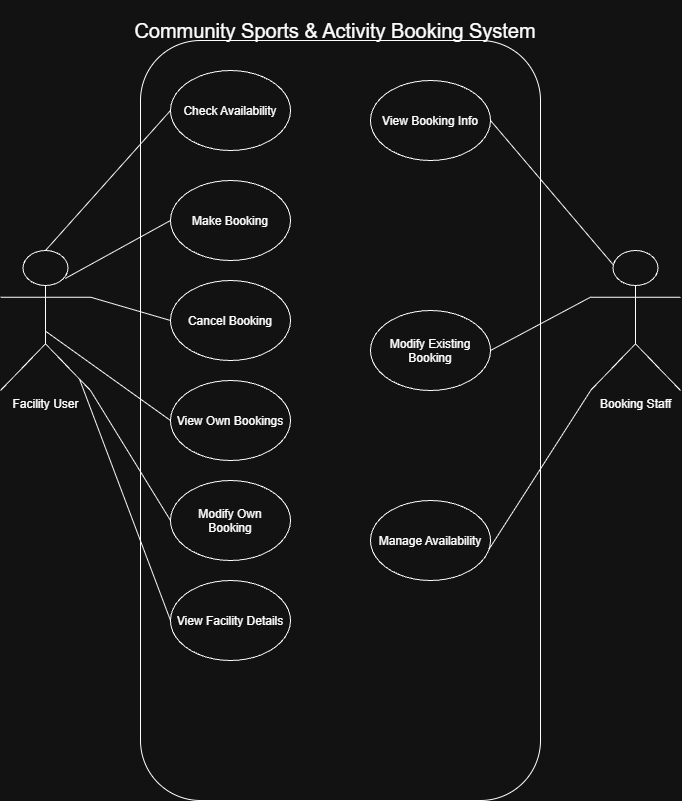 Community Sports & Activity Booking System
Check Availability
View Booking Info
Make Booking
Cancel Booking
Modify Existing
Booking
Facility User
Booking Staff
View Own Bookings
Modify Own
Booking
Manage Availability
View Facility Details